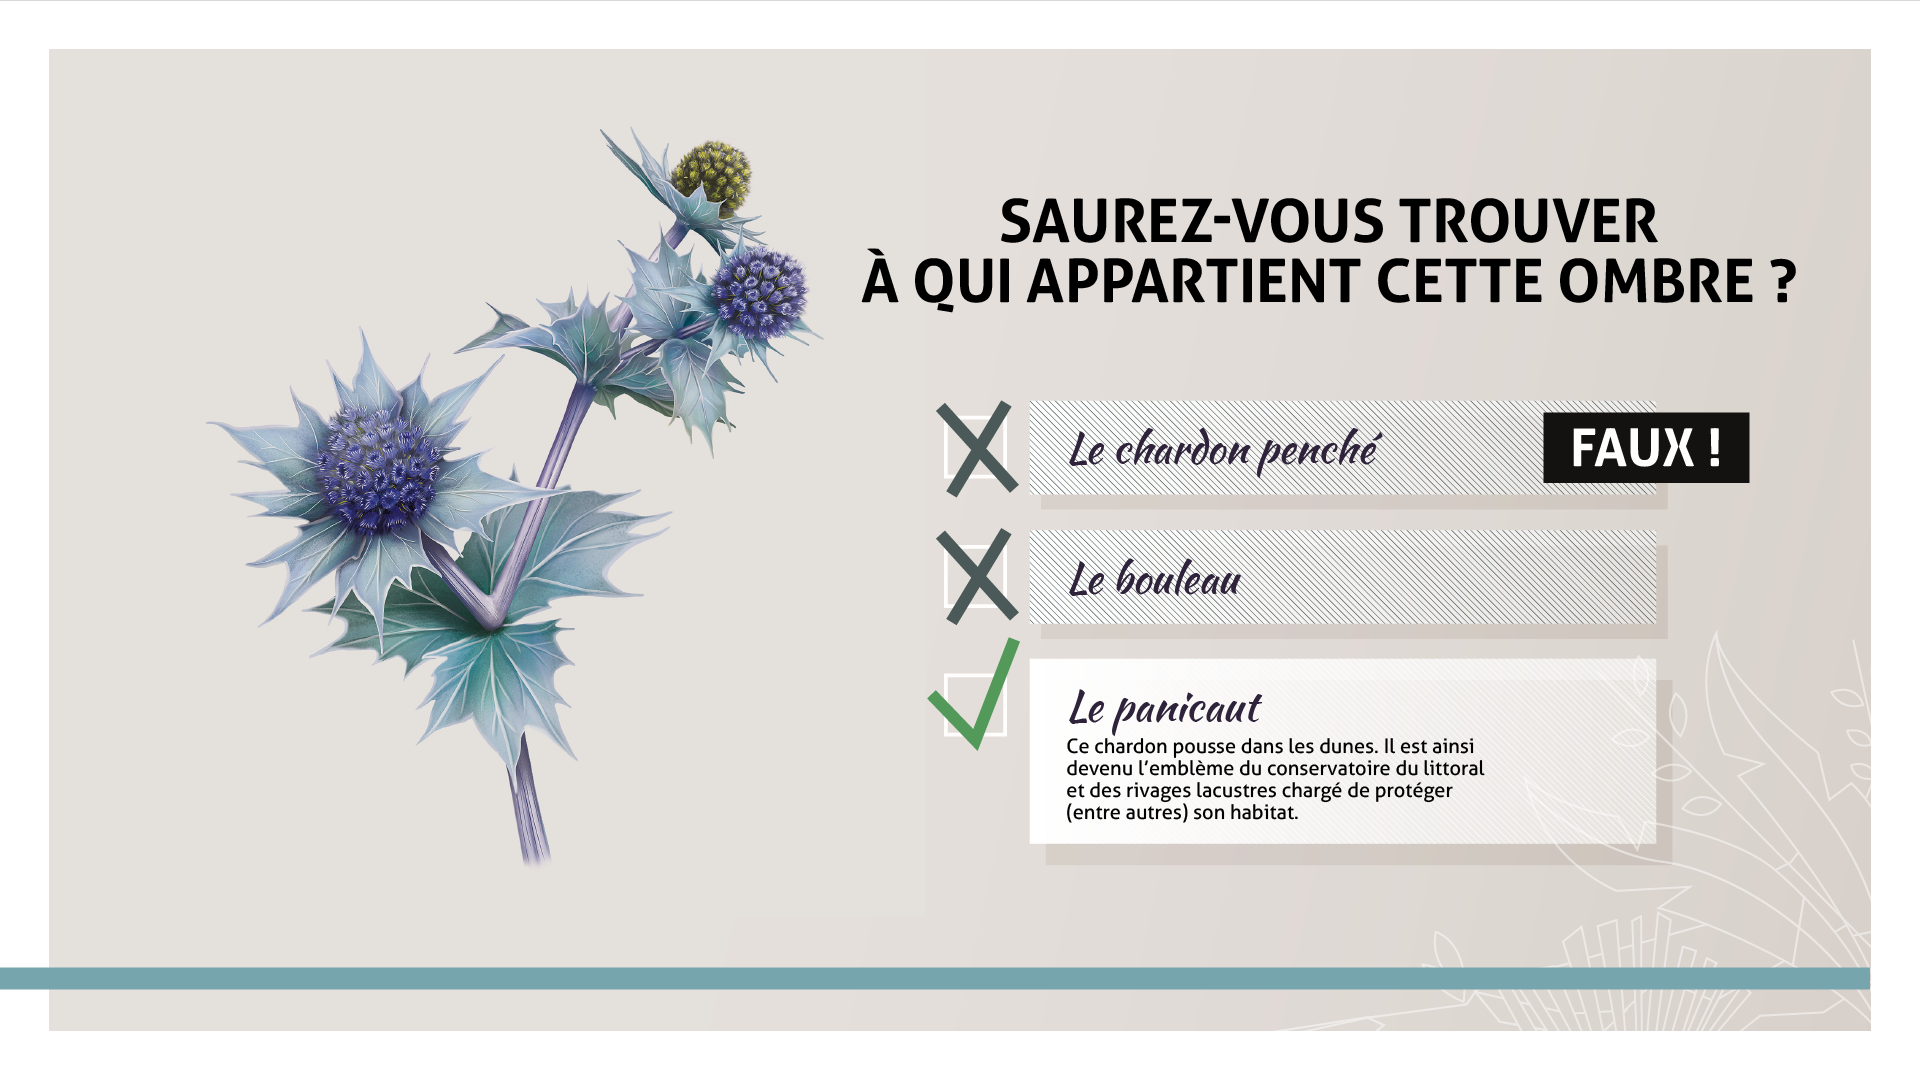 SAUREZ-VOUS TROUVER
À QUI APPARTIENT CETTE OMBRE ?
Le chardon penché
FAUX !
Le bouleau
Le panicaut
Ce chardon pousse dans les dunes. Il est ainsi
devenu l’emblème du conservatoire du littoral
et des rivages lacustres chargé de protéger
(entre autres) son habitat.